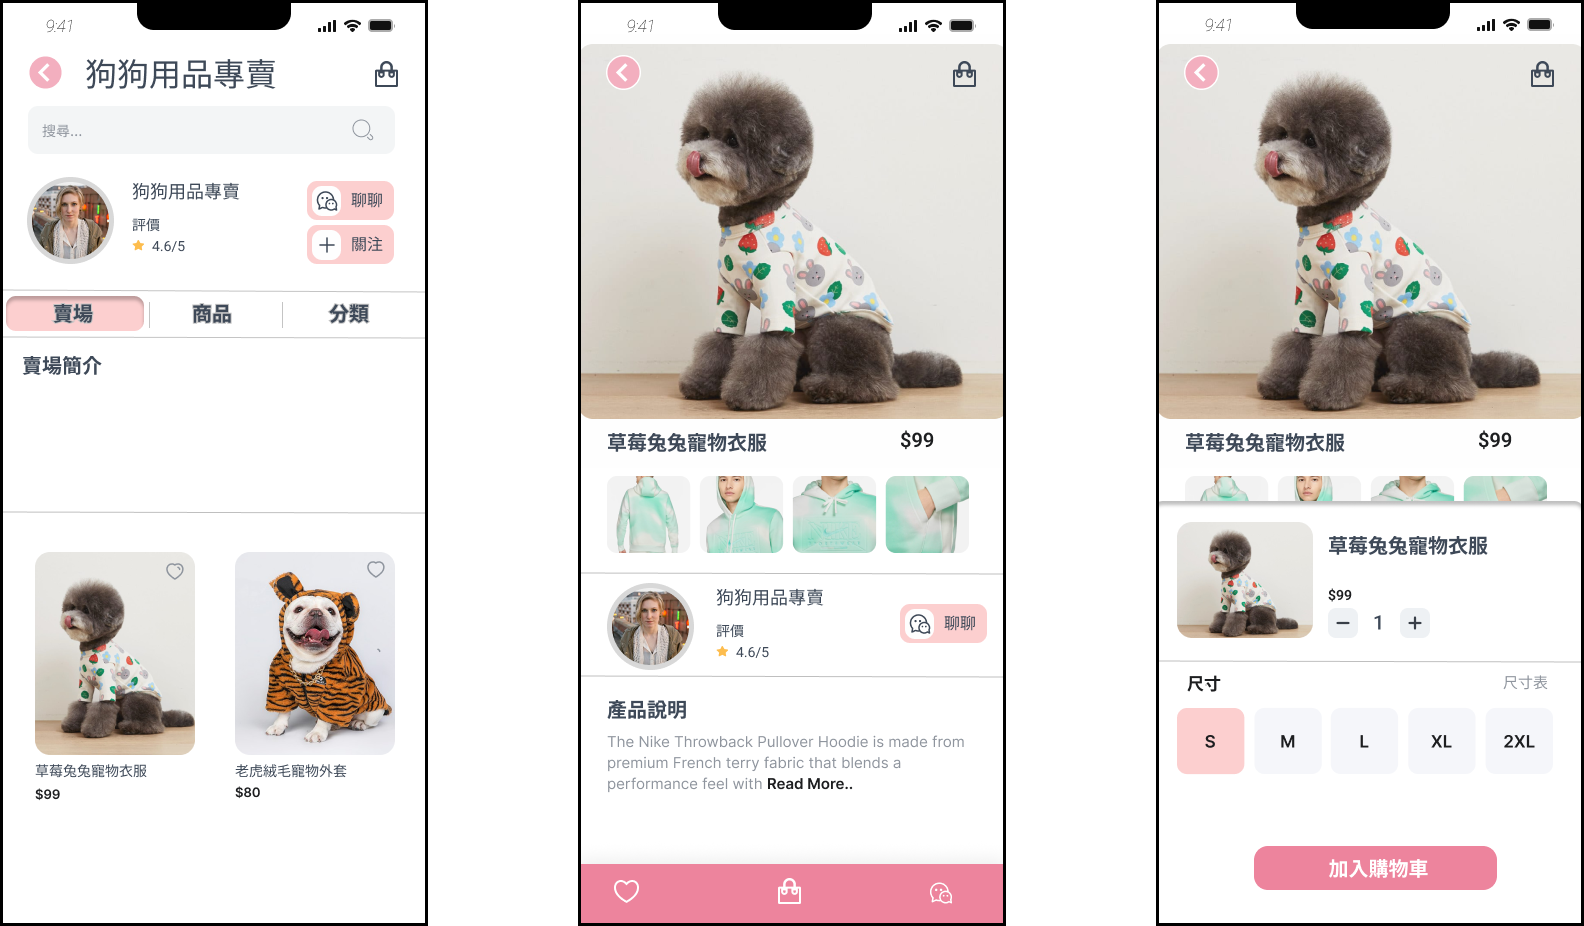 9:41
狗狗用品專賣
搜尋...
狗狗用品專賣
評價
4.6/5
聊聊
關注
賣場
商品
分類
賣場簡介
草莓兔兔寵物衣服
$99
老虎絨毛寵物外套
$80
9:41
草莓兔兔寵物衣服
$99
狗狗用品專賣
評價
4.6/5
聊聊
產品說明
The Nike Throwback Pullover Hoodie is made from
premium French terry fabric that blends a
performance feel with Read More..
9:41
草莓兔兔寵物衣服
$99
草莓兔兔寵物衣服
$99
1
尺寸
尺寸表
S
M
L
XL
2XL
加入購物車